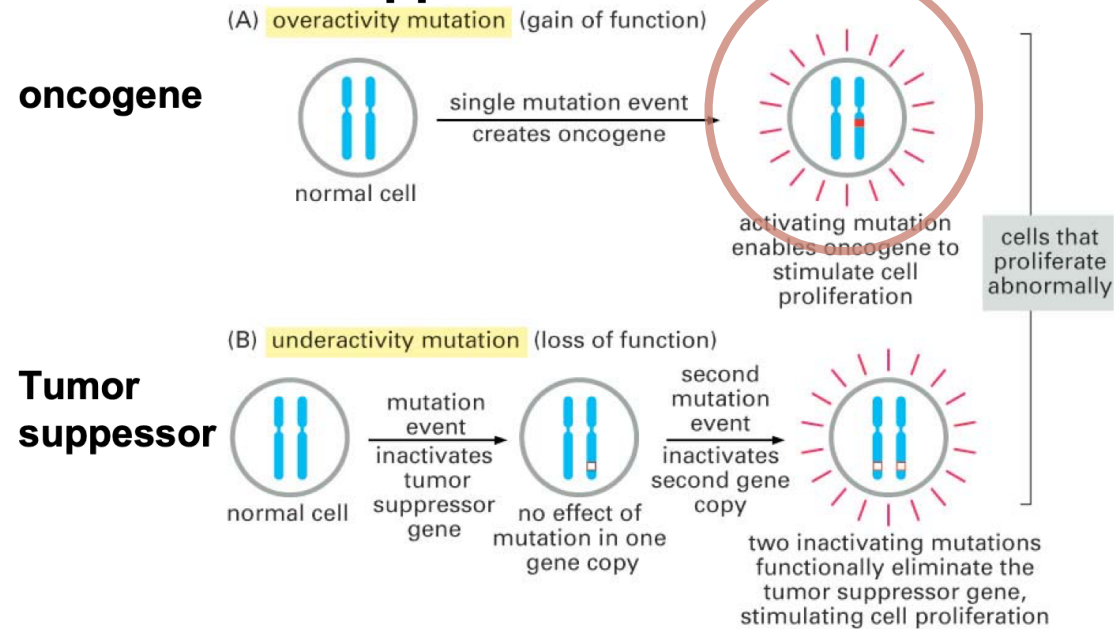 (A) overactivity mutation (gain of function)
oncogene
single mutation event
creates oncogene
normal cell
activating mutation
enables oncogene to
stimulate cell
proliferation
cells that
proliferate
abnormally
(B) underactivity mutation (loss of function)
Tumor
suppessor
normal cell
mutation
event
inactivates
tumor
suppressor
gene
no effect of
mutation in one
gene copy
second
mutation
event
inactivates
second gene
copy
two inactivating mutations
functionally eliminate the
tumor suppressor gene,
stimulating cell proliferation